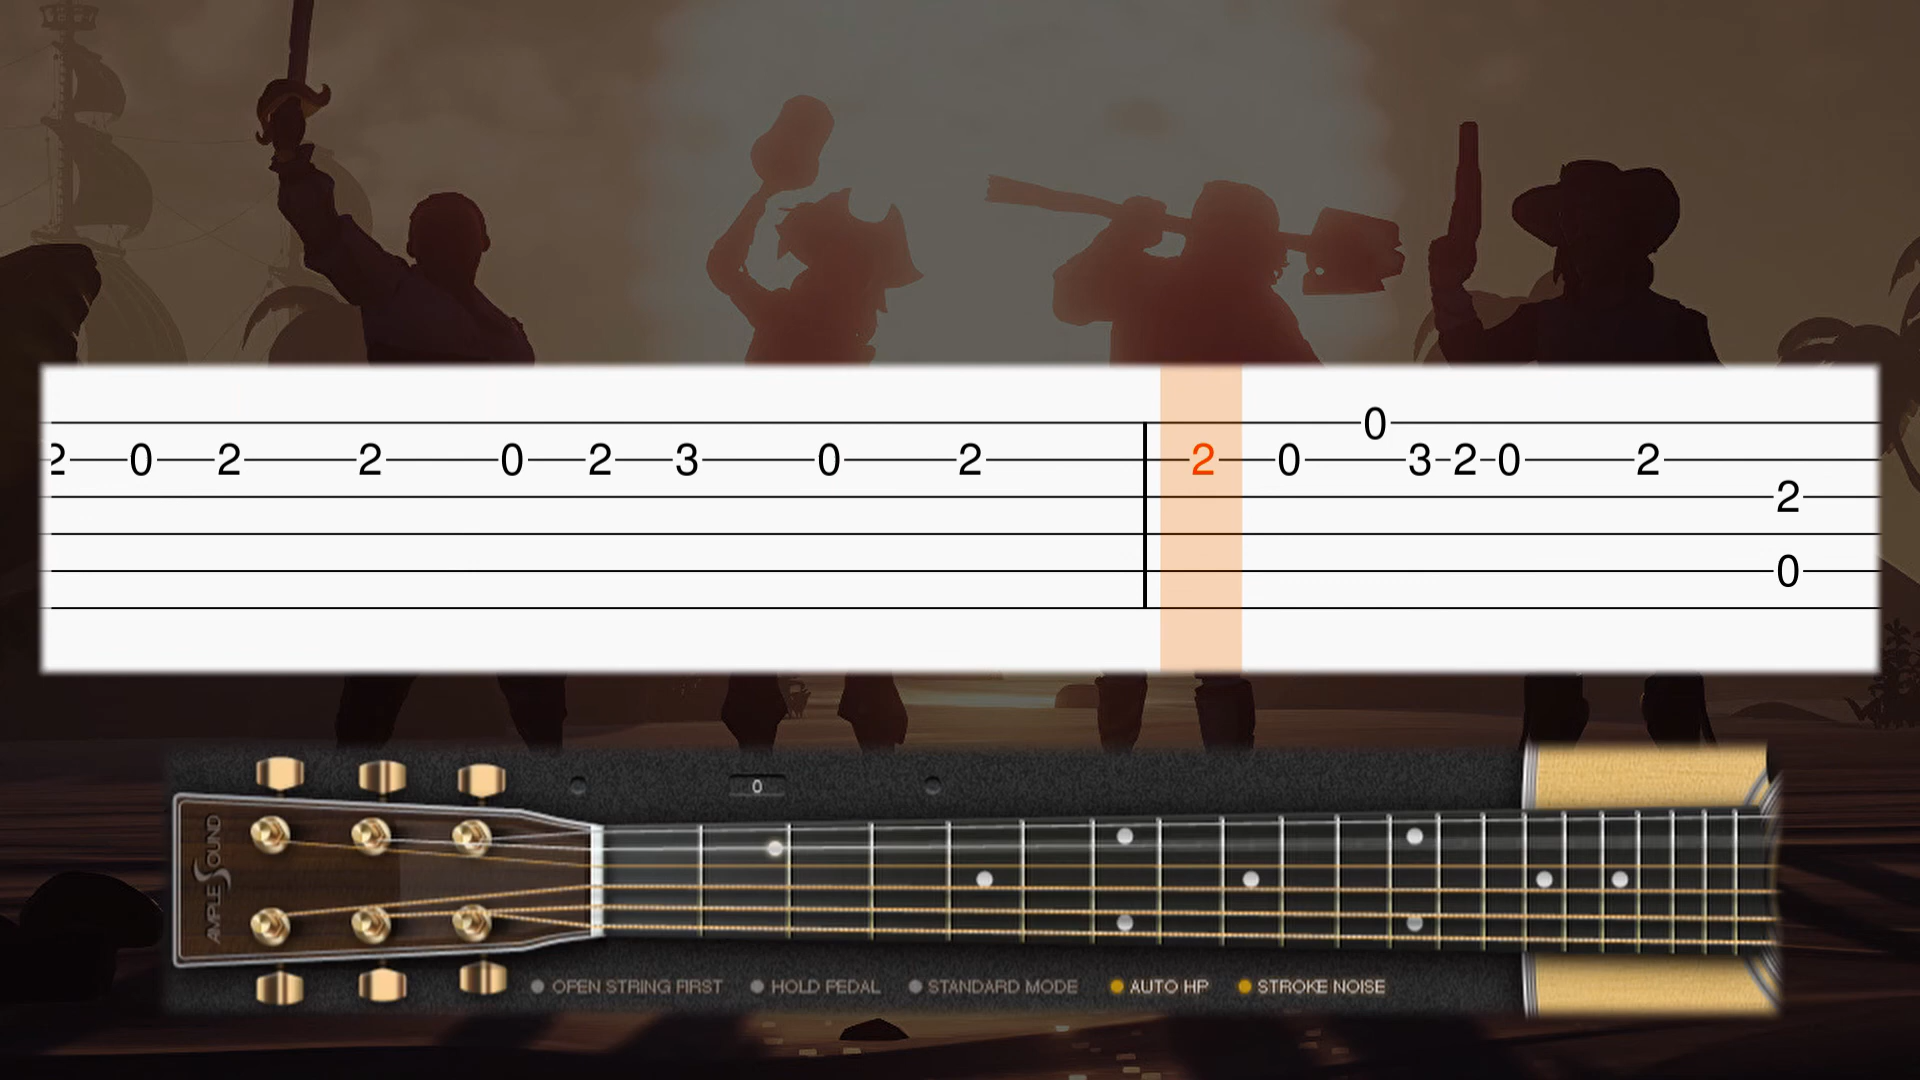 0
2 0 2 2 0 2 3 0 2 2 0 3 2 0 2
2
0
0
AMPLE SOUND
OPEN STRING FIRST HOLD PEDAL STANDARD MODE AUTO HP STROKE NOISE